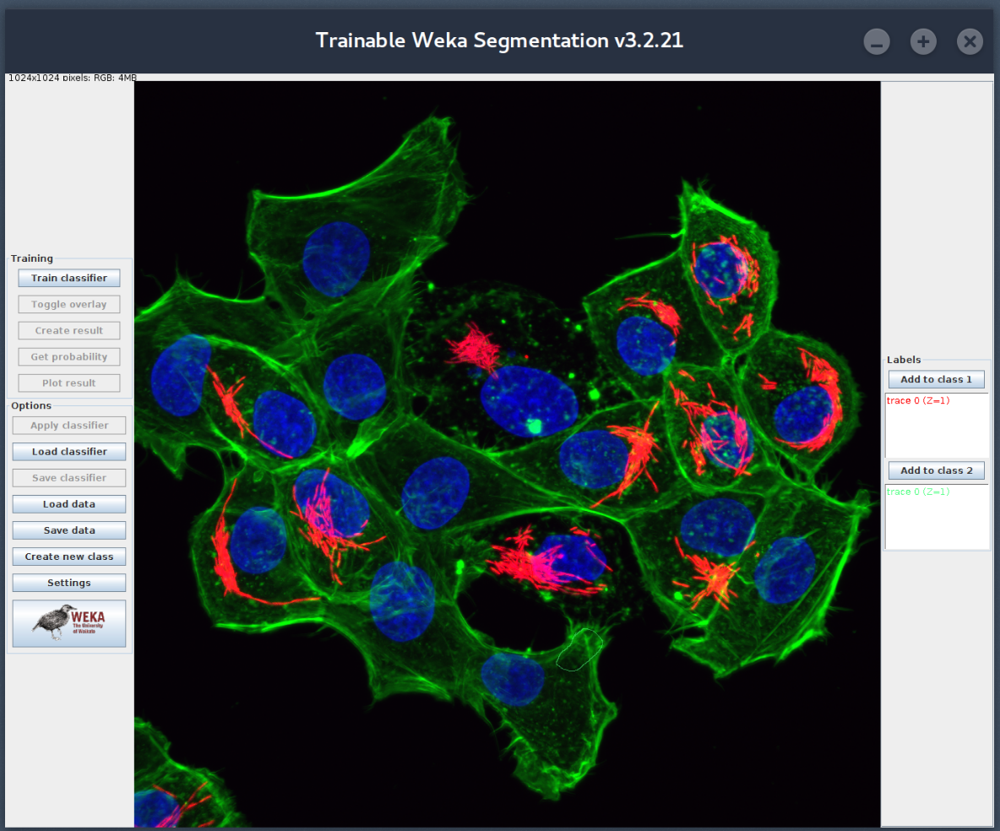 Trainable Weka Segmentation v3.2.21
1024x1024 pixels; RGB; 4MB
Training
Train classifier
Toggle overlay
Create result
Get probability
Plot result
Options
Apply classifier
Load classifier
Save classifier
Load data
Save data
Create new class
Settings
WEKA
The University
of Waikato
Labels
Add to class 1
trace 0 (Z=1)
Add to class 2
trace 0 (Z=1)